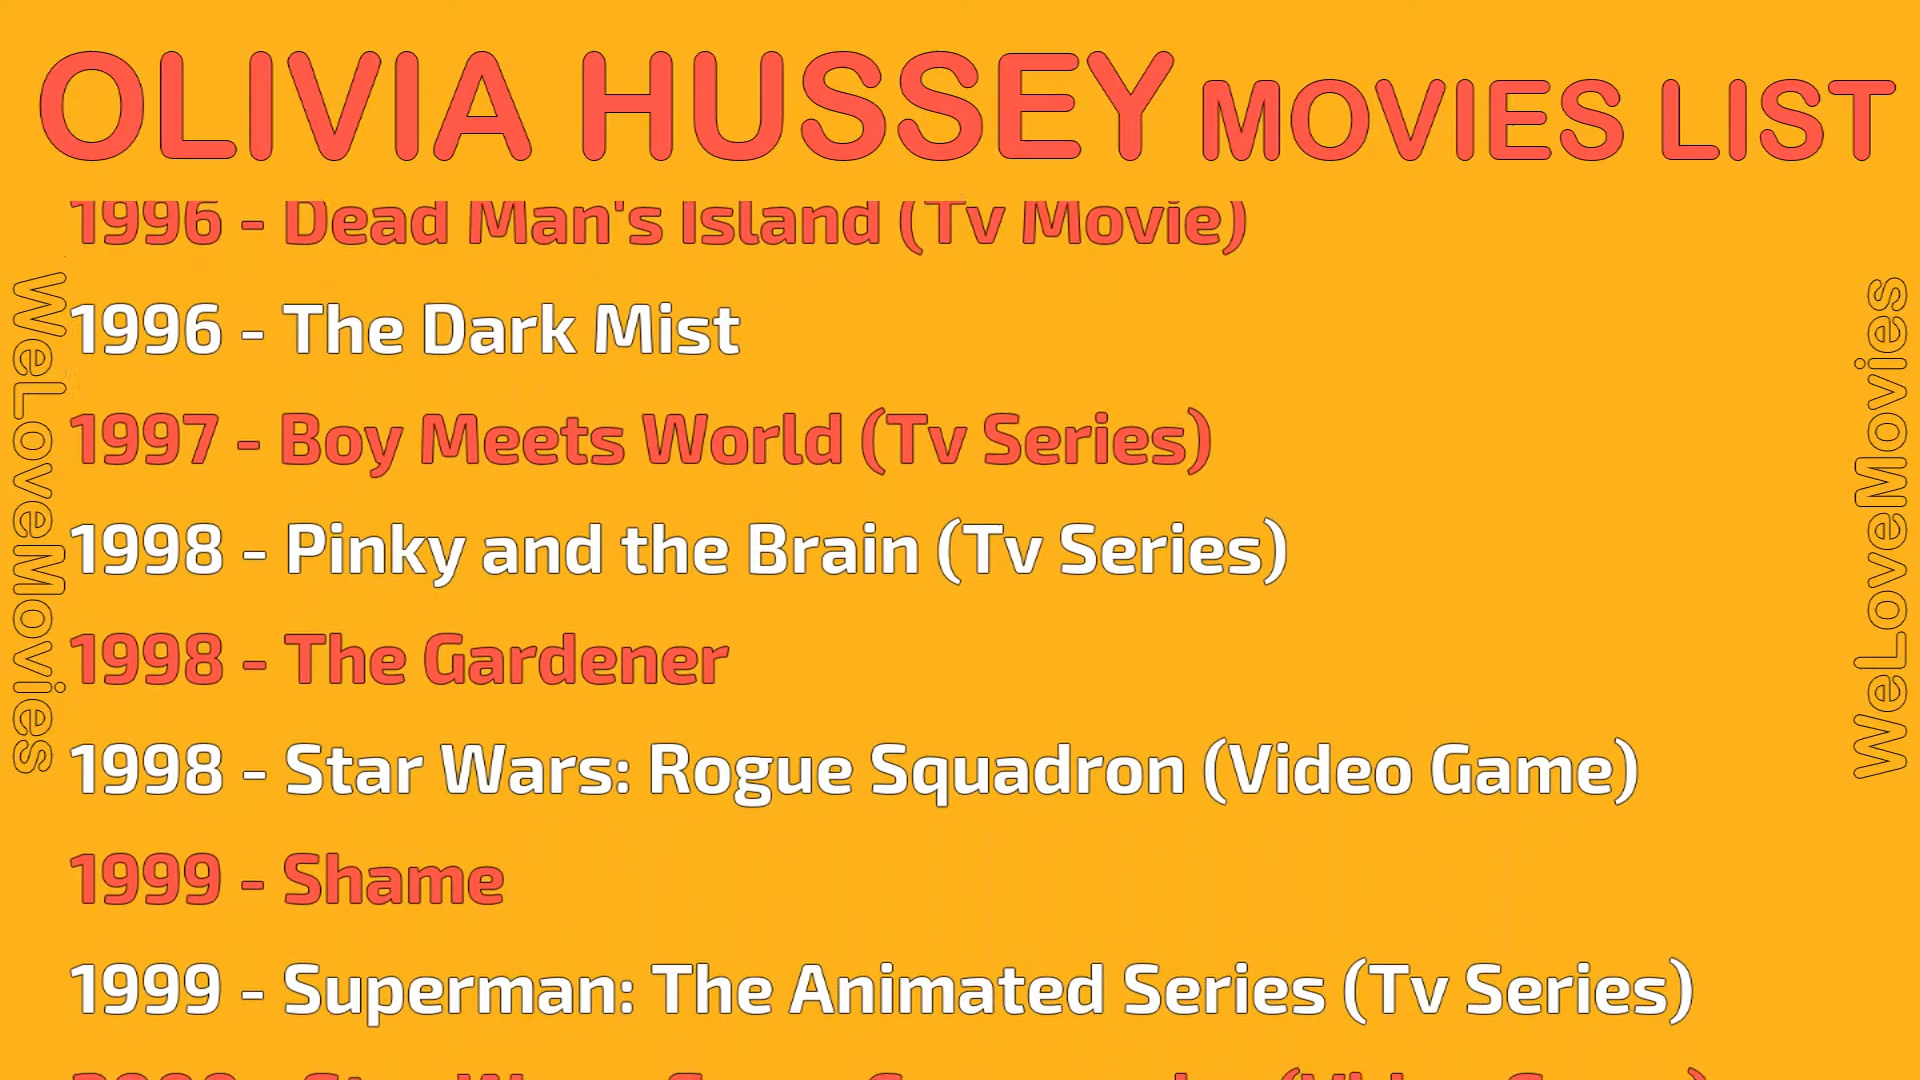 OLIVIA HUSSEY MOVIES LIST
1996 - Dead Man's Island (Tv Movie)
1996 - The Dark Mist
1997 - Boy Meets World (Tv Series)
1998 - Pinky and the Brain (Tv Series)
1998 - The Gardener
1998 - Star Wars: Rogue Squadron (Video Game)
1999 - Shame
1999 - Superman: The Animated Series (Tv Series)
WeLoveMovies
WeLoveMovies